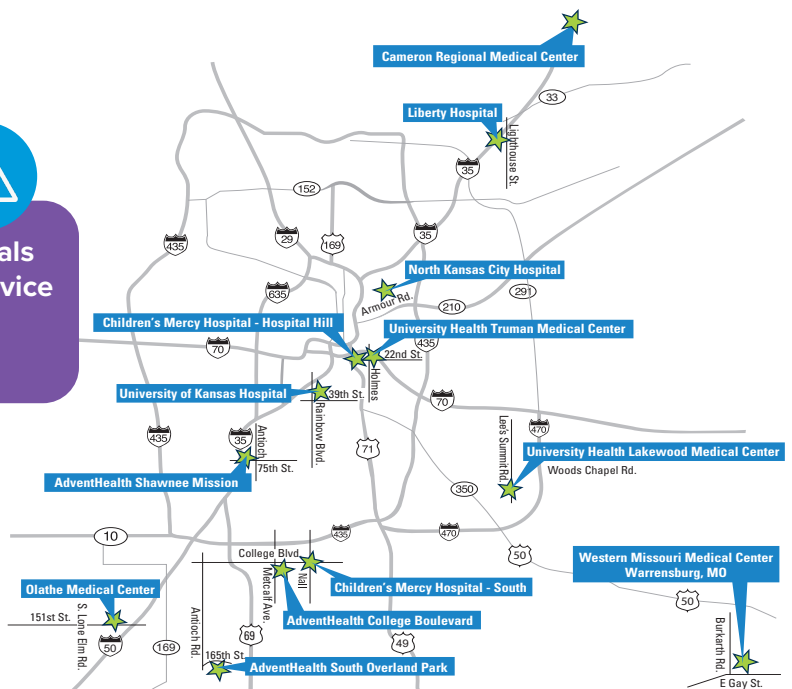 Cameron Regional Medical Center
33
Liberty Hospital
Lighthouse St.
35
152
435
29
169
35
als
vice
North Kansas City Hospital
635
Armour Rd.
210
291
Children's Mercy Hospital - Hospital Hill
University Health Truman Medical Center
70
435
22nd St.
Holmes
University of Kansas Hospital
39th St.
Rainbow Blvd.
70
435
35
Antioch
71
Lee's Summit Rd.
470
University Health Lakewood Medical Center
Woods Chapel Rd.
75th St.
AdventHealth Shawnee Mission
350
10
435
470
College Blvd.
50
Western Missouri Medical Center
Warrensburg, MO
Metcalf Ave.
Nall
Children's Mercy Hospital - South
Olathe Medical Center
50
151st St.
S. Lone Elm Rd.
Antioch Rd.
AdventHealth College Boulevard
Burkarth Rd.
50
169
69
49
165th St.
AdventHealth South Overland Park
E Gay St.